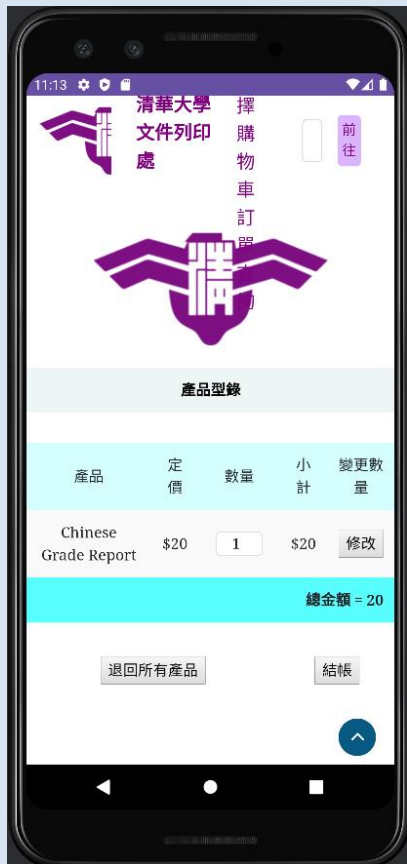 11:13
清華大學
文件列印
處
擇
購
物
車
訂
單
前
往
清
產品型錄
產品 定價 數量 小計 變更數量
Chinese Grade Report $20 1 $20 修改
總金額 = 20
退回所有產品 結帳